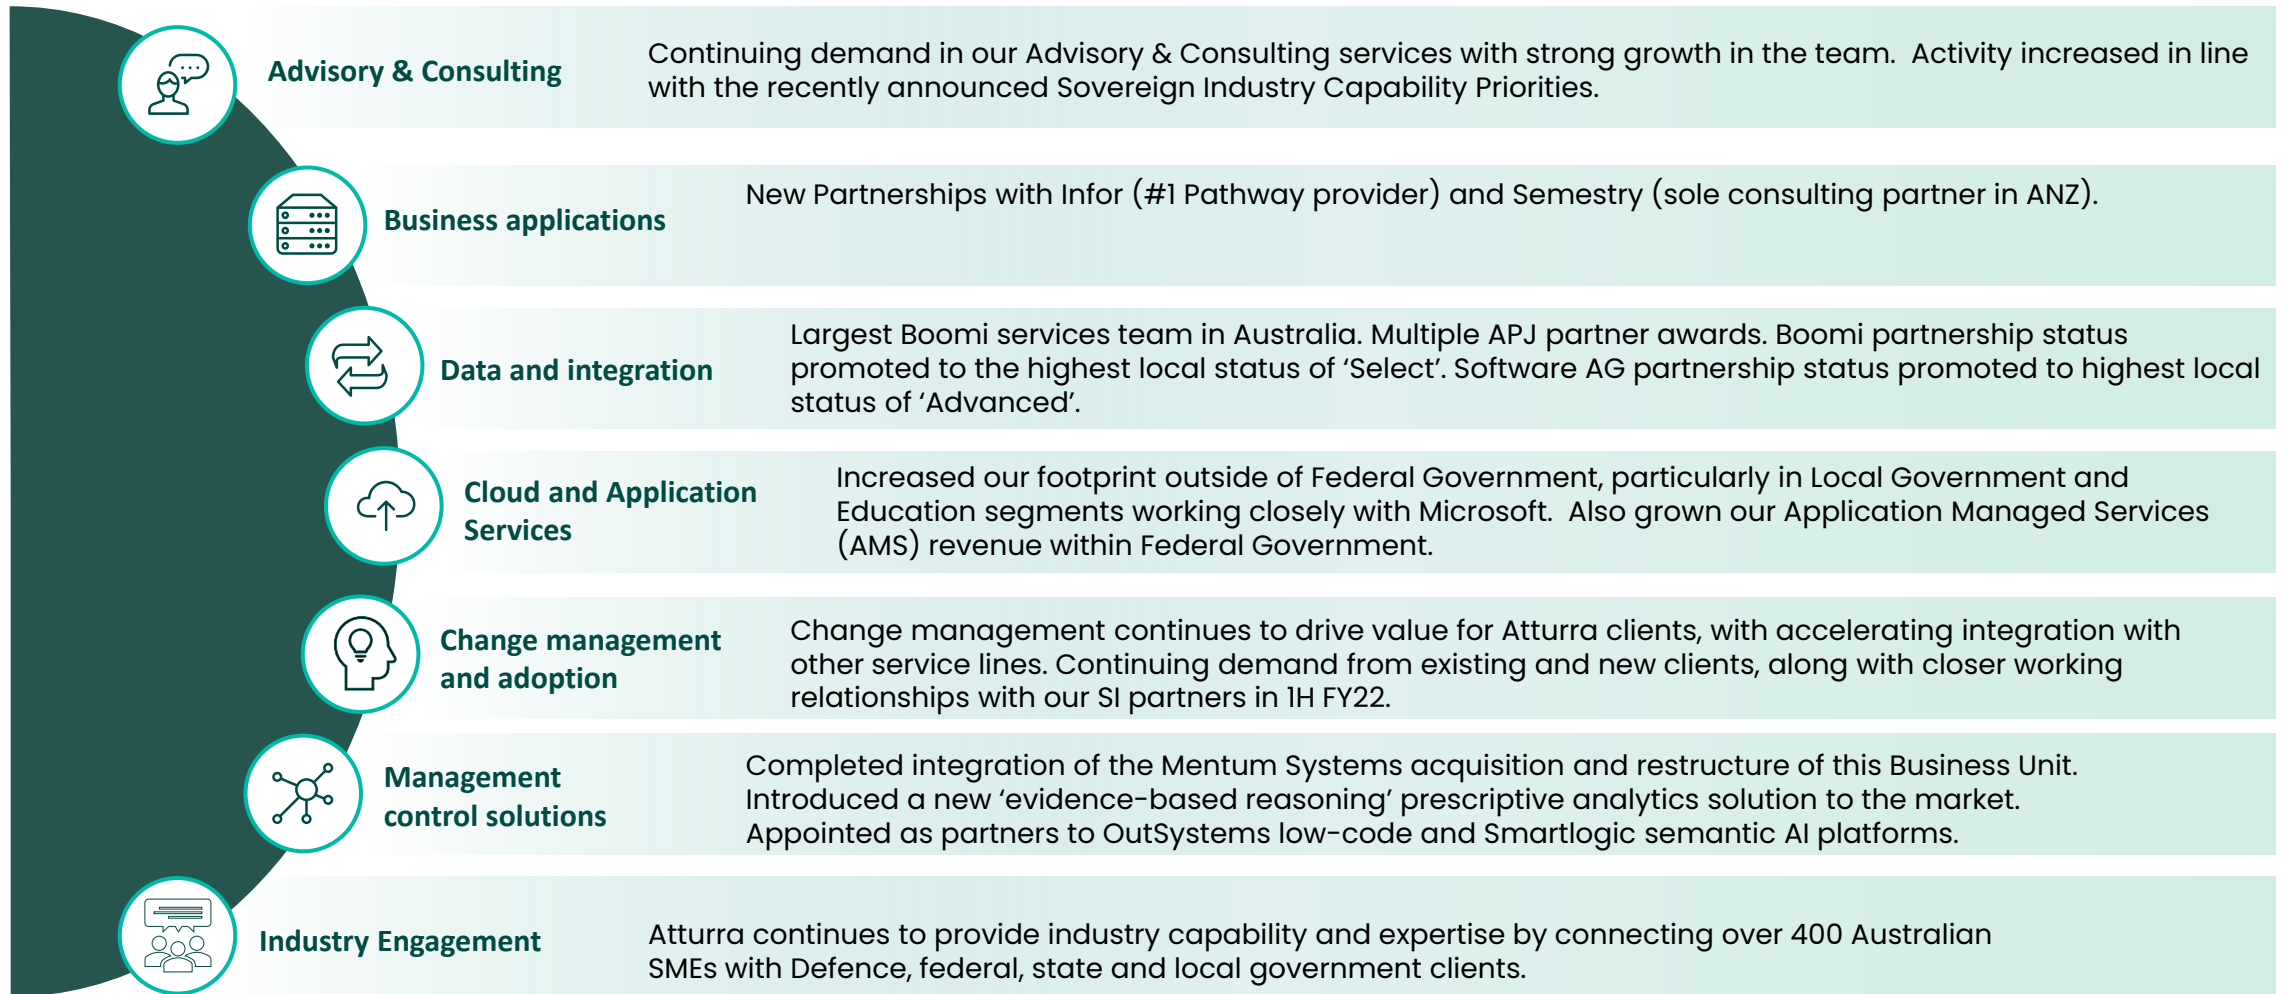 Advisory & Consulting
Continuing demand in our Advisory & Consulting services with strong growth in the team.  Activity increased in line
with the recently announced Sovereign Industry Capability Priorities.
Business applications
New Partnerships with Infor (#1 Pathway provider) and Semestry (sole consulting partner in ANZ).
Data and integration
Largest Boomi services team in Australia. Multiple APJ partner awards. Boomi partnership status
promoted to the highest local status of ‘Select’. Software AG partnership status promoted to highest local
status of ‘Advanced’.
Cloud and Application
Services
Increased our footprint outside of Federal Government, particularly in Local Government and
Education segments working closely with Microsoft.  Also grown our Application Managed Services
(AMS) revenue within Federal Government.
Change management
and adoption
Change management continues to drive value for Atturra clients, with accelerating integration with
other service lines. Continuing demand from existing and new clients, along with closer working
relationships with our SI partners in 1H FY22.
Management
control solutions
Completed integration of the Mentum Systems acquisition and restructure of this Business Unit.
Introduced a new ‘evidence-based reasoning’ prescriptive analytics solution to the market.
Appointed as partners to OutSystems low-code and Smartlogic semantic AI platforms.
Industry Engagement
Atturra continues to provide industry capability and expertise by connecting over 400 Australian
SMEs with Defence, federal, state and local government clients.